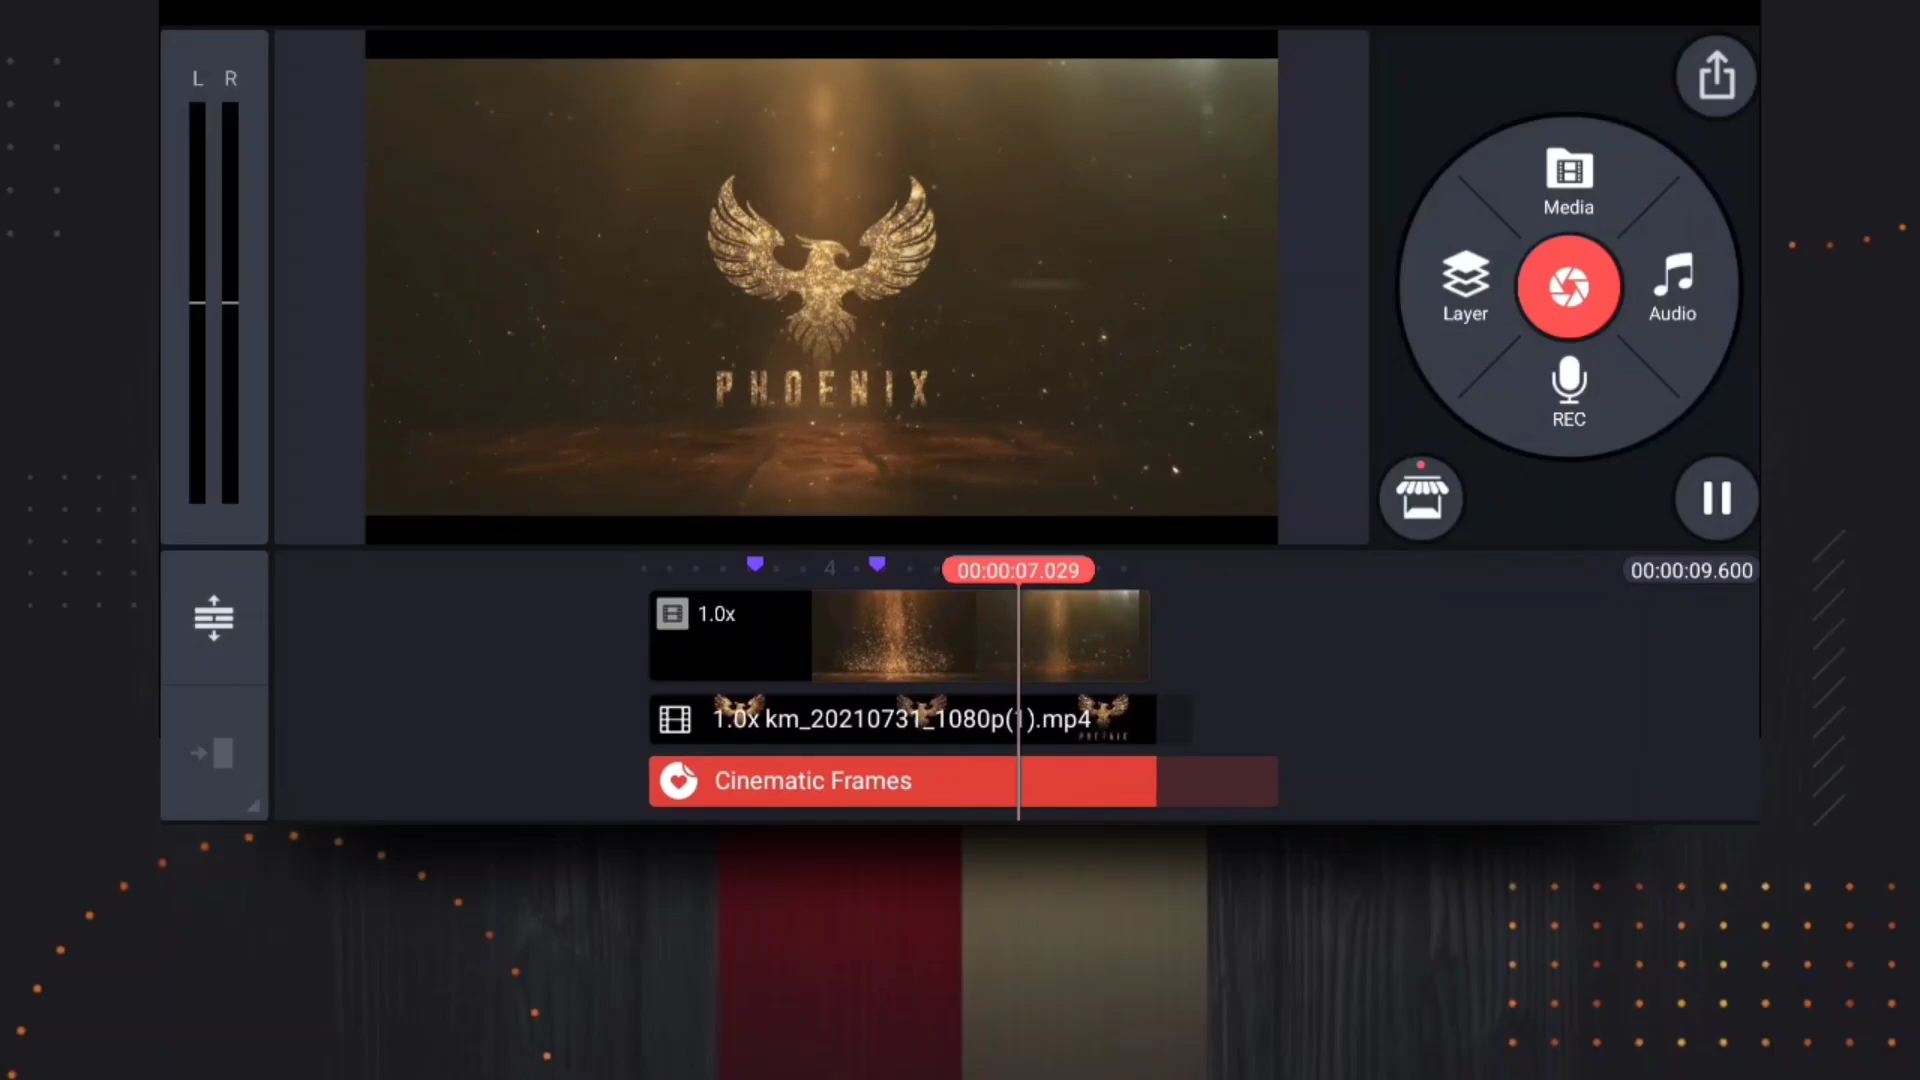 L R
PHOENIX
Media
Layer
Audio
REC
4
00:00:07.029
00:00:09.600
1.0x
1.0x km_20210731_1080p(1).mp4
PHOENIX
Cinematic Frames